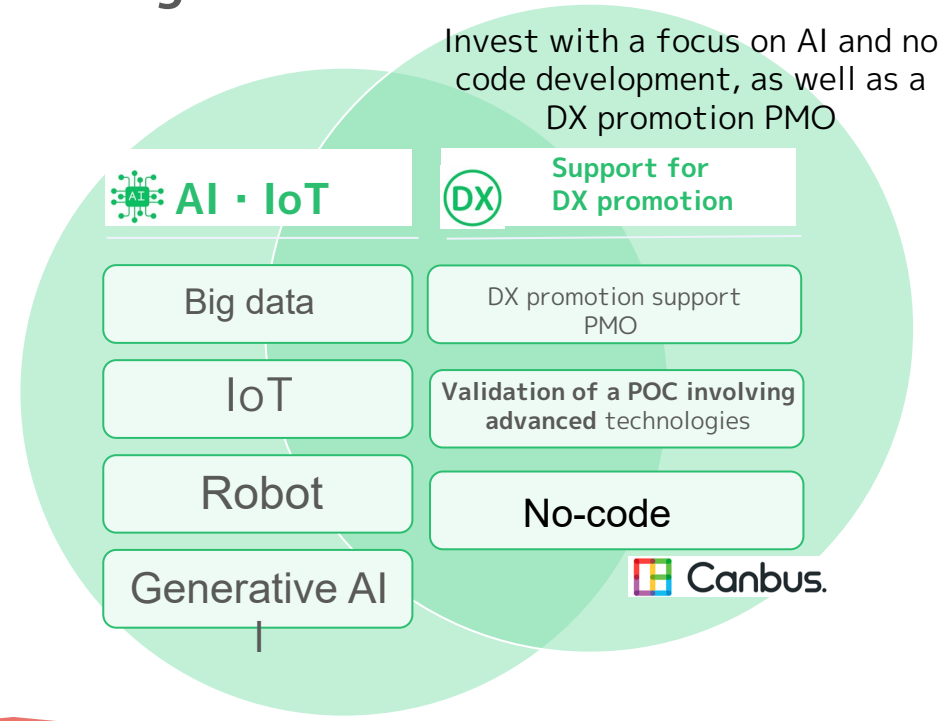 Invest with a focus on AI and no
code development, as well as a
DX promotion PMO
AI
AI・IoT
DX
Support for
DX promotion
Big data
IoT
Robot
Generative AI
I
DX promotion support
PMO
Validation of a POC involving
advanced technologies
No-code
Canbus.